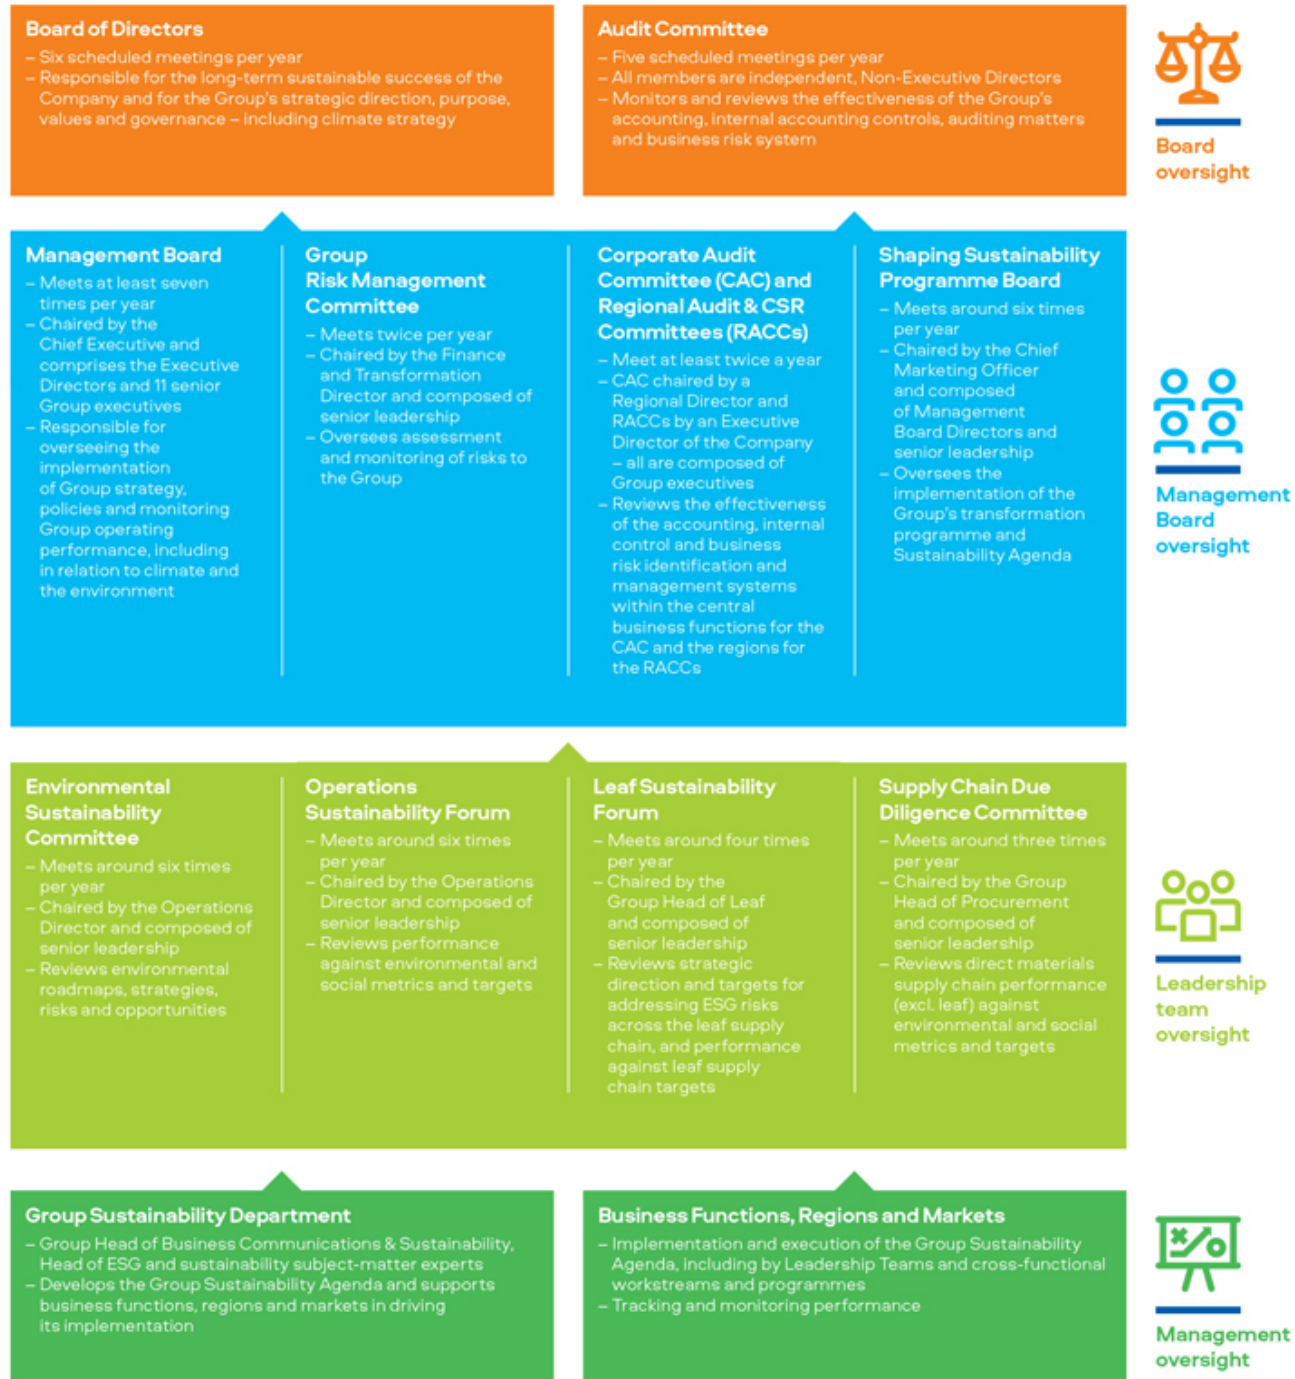 Board of Directors
– Six scheduled meetings per year
– Responsible for the long-term sustainable success of the
Company and for the Group's strategic direction, purpose,
values and governance – including climate strategy
Audit Committee
– Five scheduled meetings per year
– All members are independent, Non-Executive Directors
– Monitors and reviews the effectiveness of the Group's
accounting, internal accounting controls, auditing matters
and business risk system
Board
oversight
Management Board
– Meets at least seven
times per year
– Chaired by the
Chief Executive and
comprises the Executive
Directors and 11 senior
Group executives
– Responsible for
overseeing the
implementation
of Group strategy,
policies and monitoring
Group operating
performance, including
in relation to climate and
the environment
Group
Risk Management
Committee
– Meets twice per year
– Chaired by the Finance
and Transformation
Director and composed of
senior leadership
– Oversees assessment
and monitoring of risks to
the Group
Corporate Audit
Committee (CAC) and
Regional Audit & CSR
Committees (RACCs)
– Meet at least twice a year
– CAC chaired by a
Regional Director and
RACCs by an Executive
Director of the Company
– all are composed of
Group executives
– Reviews the effectiveness
of the accounting, internal
control and business
risk identification and
management systems
within the central
business functions for the
CAC and the regions for
the RACCs
Shaping Sustainability
Programme Board
– Meets around six times
per year
– Chaired by the Chief
Marketing Officer
and composed
of Management
Board Directors and
senior leadership
– Oversees the
implementation of the
Group's transformation
programme and
Sustainability Agenda
Management
Board
oversight
Environmental
Sustainability
Committee
– Meets around six times
per year
– Chaired by the Operations
Director and composed of
senior leadership
– Reviews environmental
roadmaps, strategies,
risks and opportunities
Operations
Sustainability Forum
– Meets around six times
per year
– Chaired by the Operations
Director and composed of
senior leadership
– Reviews performance
against environmental and
social metrics and targets
Leaf Sustainability
Forum
– Meets around four times
per year
– Chaired by the
Group Head of Leaf
and composed of
senior leadership
– Reviews strategic
direction and targets for
addressing ESG risks
across the leaf supply
chain, and performance
against leaf supply
chain targets
Supply Chain Due
Diligence Committee
– Meets around three times
per year
– Chaired by the Group
Head of Procurement
and composed of
senior leadership
– Reviews direct materials
supply chain performance
(excl. leaf) against
environmental and social
metrics and targets
Leadership
team
oversight
Group Sustainability Department
– Group Head of Business Communications & Sustainability,
Head of ESG and sustainability subject-matter experts
– Develops the Group Sustainability Agenda and supports
business functions, regions and markets in driving
its implementation
Business Functions, Regions and Markets
– Implementation and execution of the Group Sustainability
Agenda, including by Leadership Teams and cross-functional
workstreams and programmes
– Tracking and monitoring performance
Management
oversight